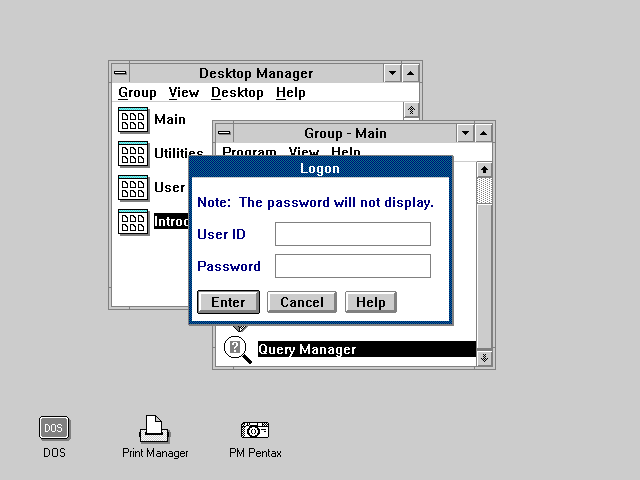 Desktop Manager
Group View Desktop Help
Main
Utilities
User
Introd
Group - Main
Program View Help
Logon
Note: The password will not display.
User ID
Password
Enter Cancel Help
Query Manager
DOS
DOS
Print Manager
PM Pentax